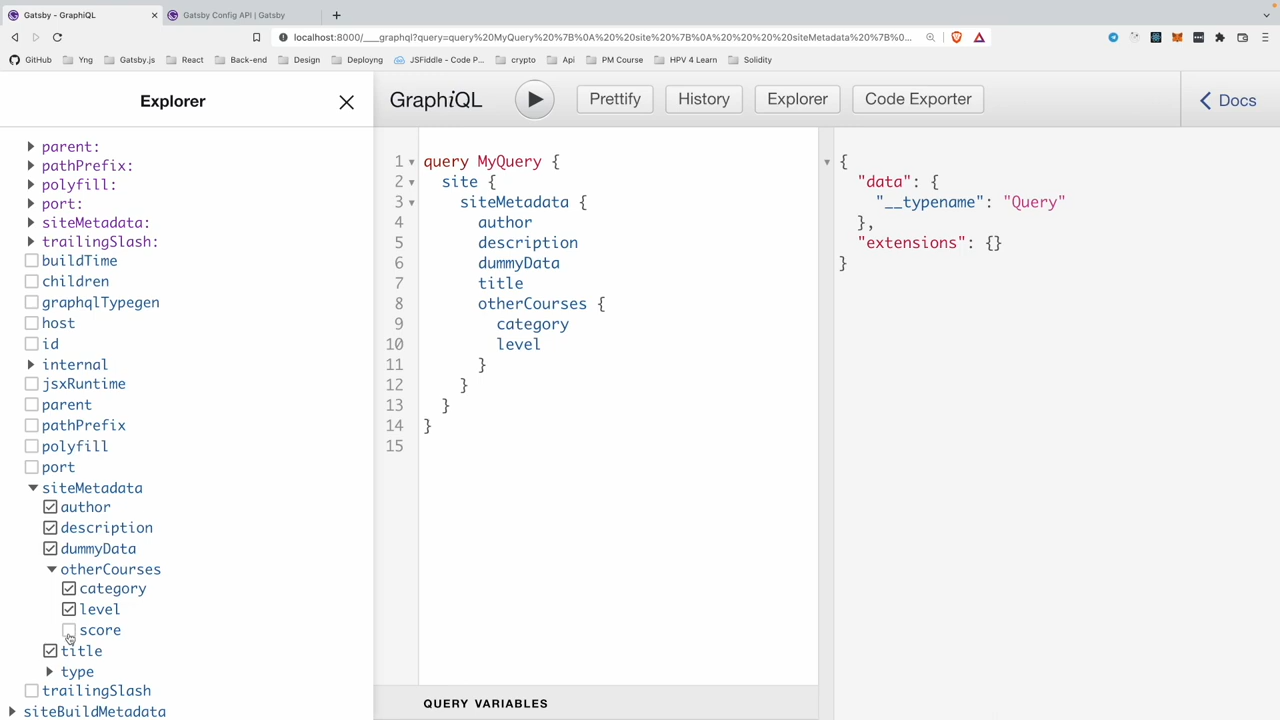 Gatsby - GraphiQL
Gatsby Config API | Gatsby
localhost:8000/___graphql?query=query%20MyQuery%20%7B%0A%20%20site%20%7B%0A%20%20%20%20siteMetadata%20%7B%0...
GitHub
Yng
Gatsby.js
React
Back-end
Design
Deployng
JSFiddle - Code P...
crypto
Api
PM Course
HPV 4 Learn
Solidity
Explorer
GraphiQL
Prettify
History
Explorer
Code Exporter
Docs
parent:
pathPrefix:
polyfill:
port:
siteMetadata:
trailingSlash:
buildTime
children
graphqlTypegen
host
id
internal
jsxRuntime
parent
pathPrefix
polyfill
port
siteMetadata
author
description
dummyData
otherCourses
category
level
score
title
type
trailingSlash
siteBuildMetadata
1 query MyQuery {
2 site {
3 siteMetadata {
4 author
5 description
6 dummyData
7 title
8 otherCourses {
9 category
10 level
11 }
12 }
13 }
14 }
15
QUERY VARIABLES
{
"data": {
"__typename": "Query"
},
"extensions": {}
}